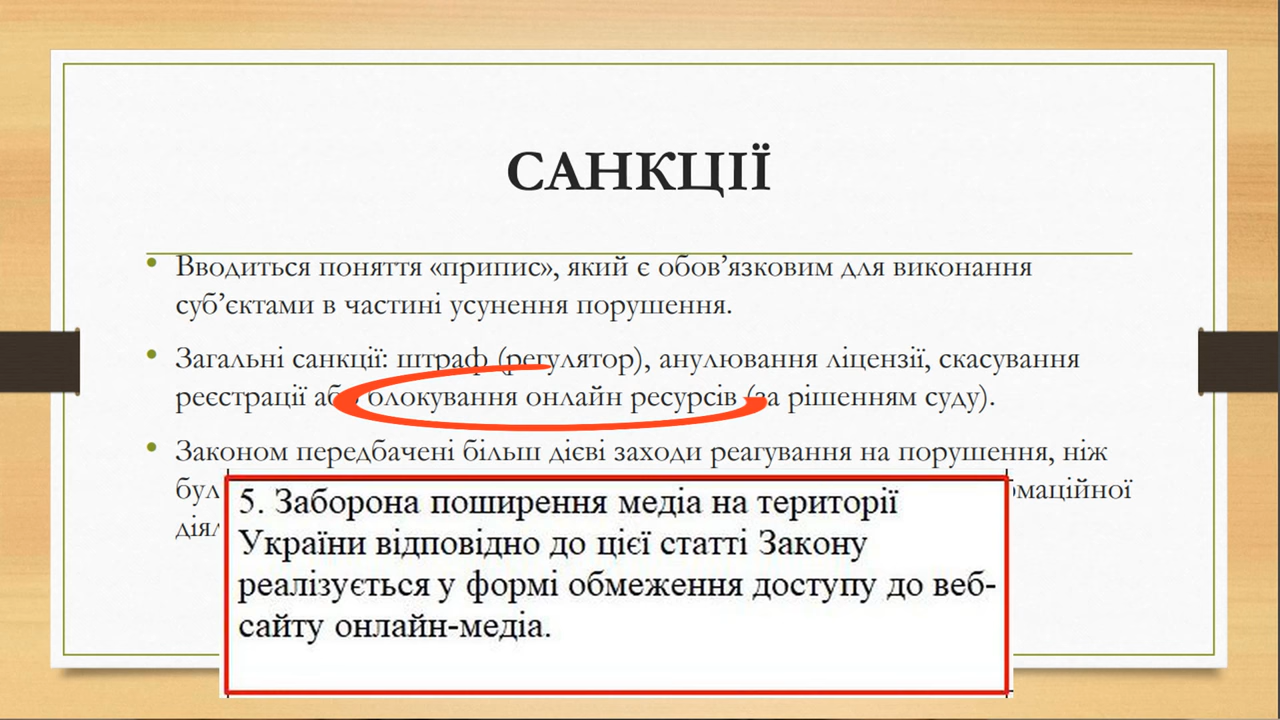 САНКЦІЇ
Вводиться поняття «припис», який є обов’язковим для виконання
суб’єктами в частині усунення порушення.
Загальні санкції: штраф (регулятор), анулювання ліцензії, скасування
реєстрації або блокування онлайн ресурсів (за рішенням суду).
Законом передбачені більш дієві заходи реагування на порушення, ніж
5. Заборона поширення медіа на території
України відповідно до цієї статті Закону
реалізується у формі обмеження доступу до веб-
сайту онлайн-медіа.